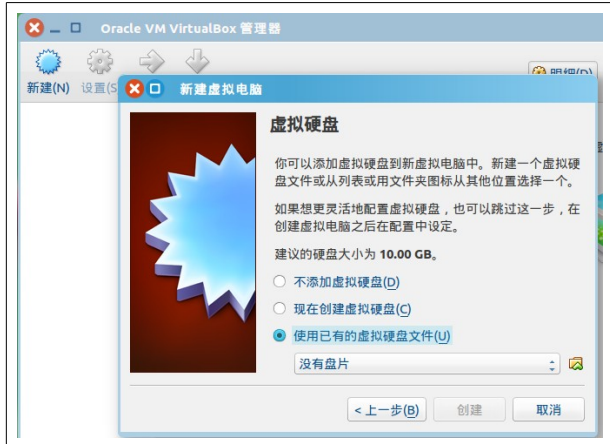 Oracle VM VirtualBox 管理器
新建(N) 设置(S 明细(D)
新建虚拟电脑
虚拟硬盘
你可以添加虚拟硬盘到新虚拟电脑中。新建一个虚拟硬
盘文件或从列表或用文件夹图标从其他位置选择一个。
如果想更灵活地配置虚拟硬盘，也可以跳过这一步，在
创建虚拟电脑之后在配置中设定。
建议的硬盘大小为 10.00 GB。
不添加虚拟硬盘(D)
现在创建虚拟硬盘(C)
使用已有的虚拟硬盘文件(U)
没有盘片
< 上一步(B) 创建 取消